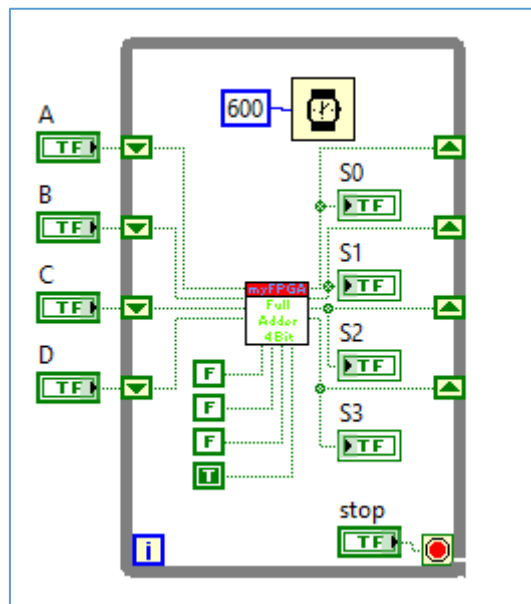 600
A
TF
S0
TF
B
TF
S1
TF
myFPGA
Full
Adder
4Bit
C
TF
S2
TF
D
TF
F
F
F
T
S3
TF
stop
TF
i